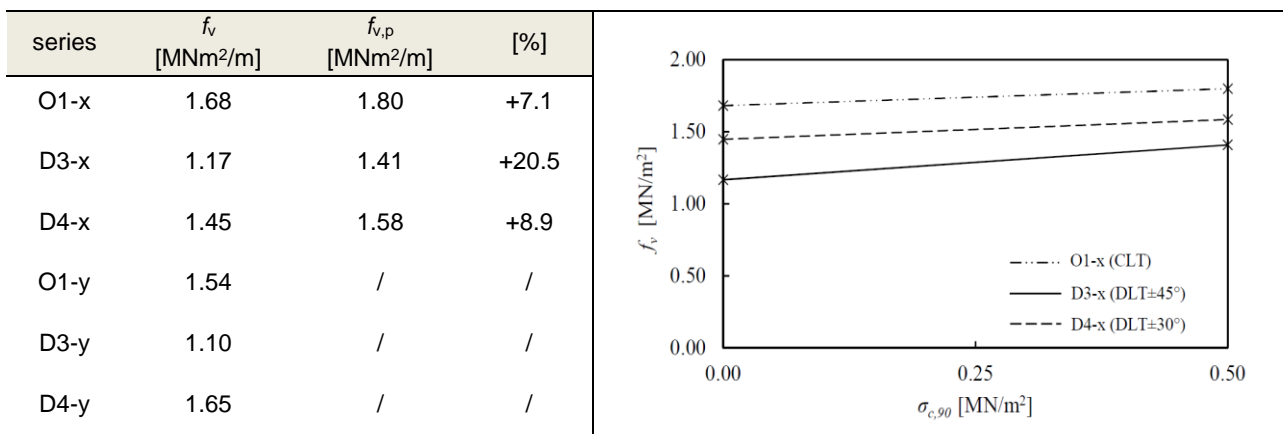 series fv [MNm²/m] fv,p [MNm²/m] [%]
O1-x 1.68 1.80 +7.1
D3-x 1.17 1.41 +20.5
D4-x 1.45 1.58 +8.9
O1-y 1.54 / /
D3-y 1.10 / /
D4-y 1.65 / /
2.00
1.50
1.00
0.50
0.00
fv [MN/m²]
O1-x (CLT)
D3-x (DLT±45°)
D4-x (DLT±30°)
0.00 0.25 0.50
σc,90 [MN/m²]